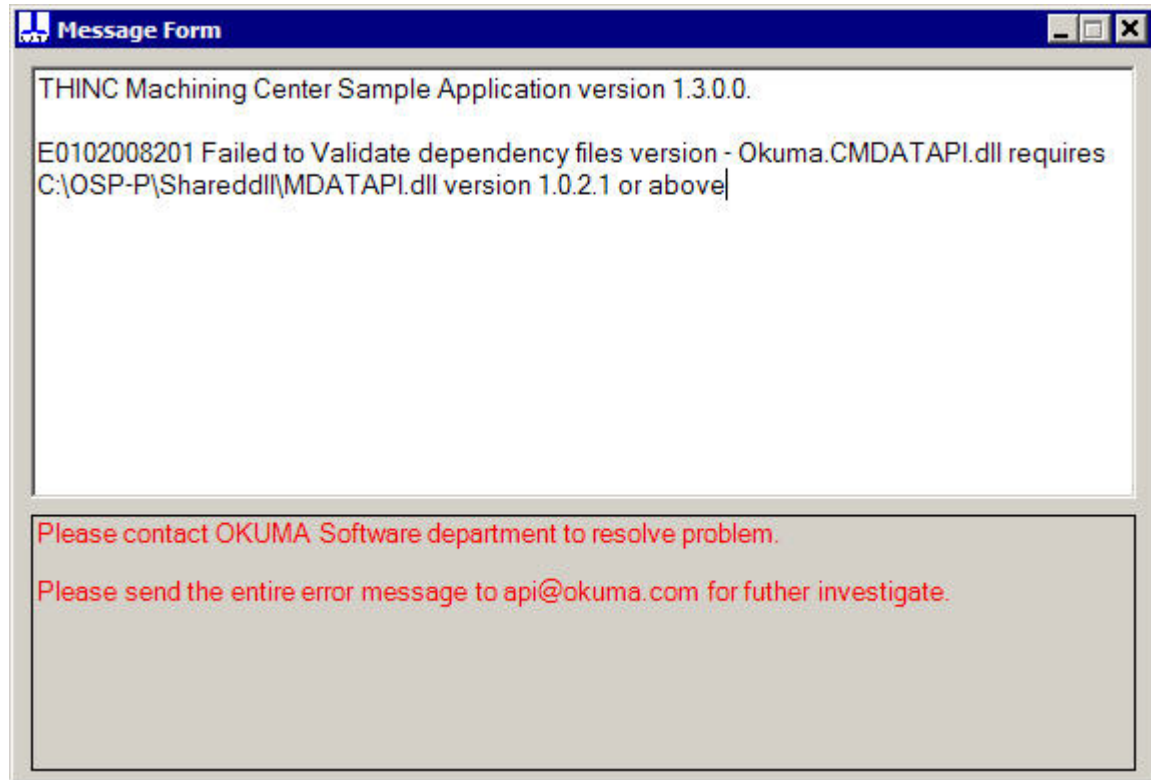 Message Form
THINC Machining Center Sample Application version 1.3.0.0.
E0102008201 Failed to Validate dependency files version - Okuma.CMDATAPI.dll requires
C:\OSP-P\Shareddll\MDATAPI.dll version 1.0.2.1 or above
Please contact OKUMA Software department to resolve problem.
Please send the entire error message to api@okuma.com for futher investigate.